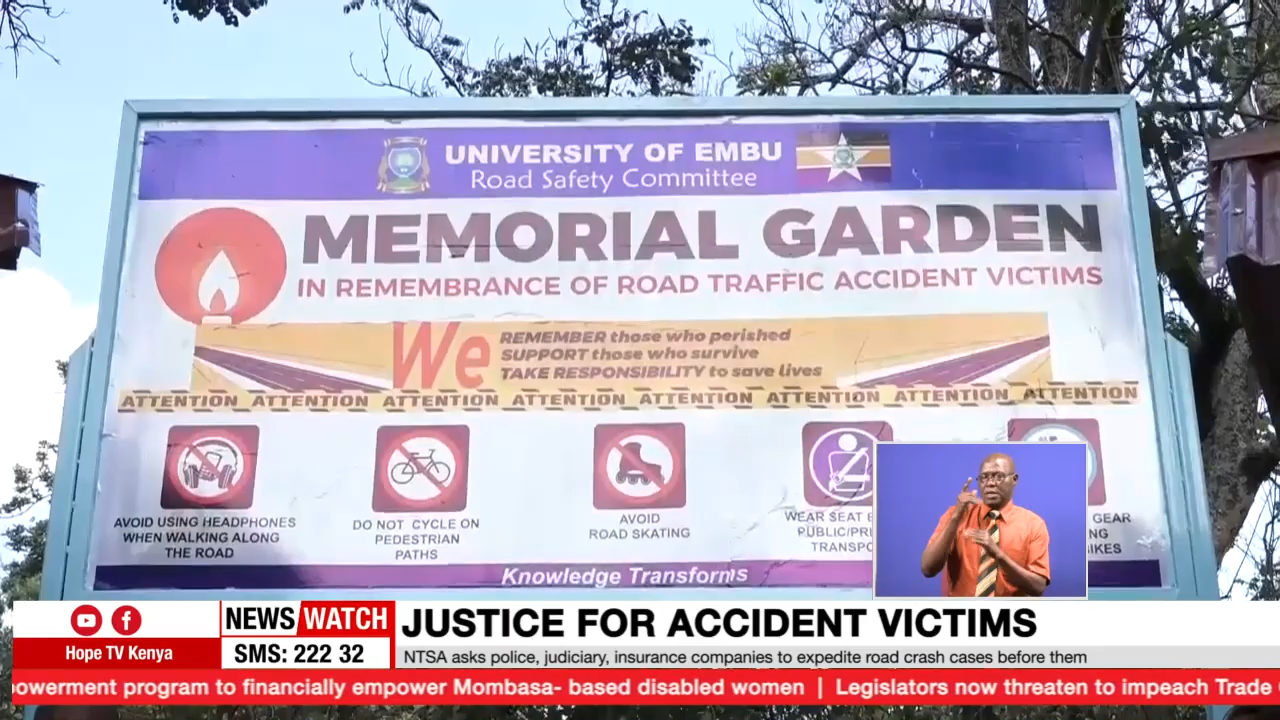 UNIVERSITY OF EMBU
Road Safety Committee
MEMORIAL GARDEN
IN REMEMBRANCE OF ROAD TRAFFIC ACCIDENT VICTIMS
We
REMEMBER those who perished
SUPPORT those who survive
TAKE RESPONSIBILITY to save lives
ATTENTION ATTENTION ATTENTION ATTENTION ATTENTION ATTENTION ATTENTION ATTENTION
AVOID USING HEADPHONES
WHEN WALKING ALONG
THE ROAD
DO NOT CYCLE ON
PEDESTRIAN
PATHS
AVOID
ROAD SKATING
WEAR SEAT
GEAR
Knowledge Transforms
Hope TV Kenya
NEWS WATCH
SMS: 222 32
JUSTICE FOR ACCIDENT VICTIMS
NTSA asks police, judiciary, insurance companies to expedite road crash cases before them
program to financially empower Mombasa- based disabled women | Legislators now threaten to impeach Trade